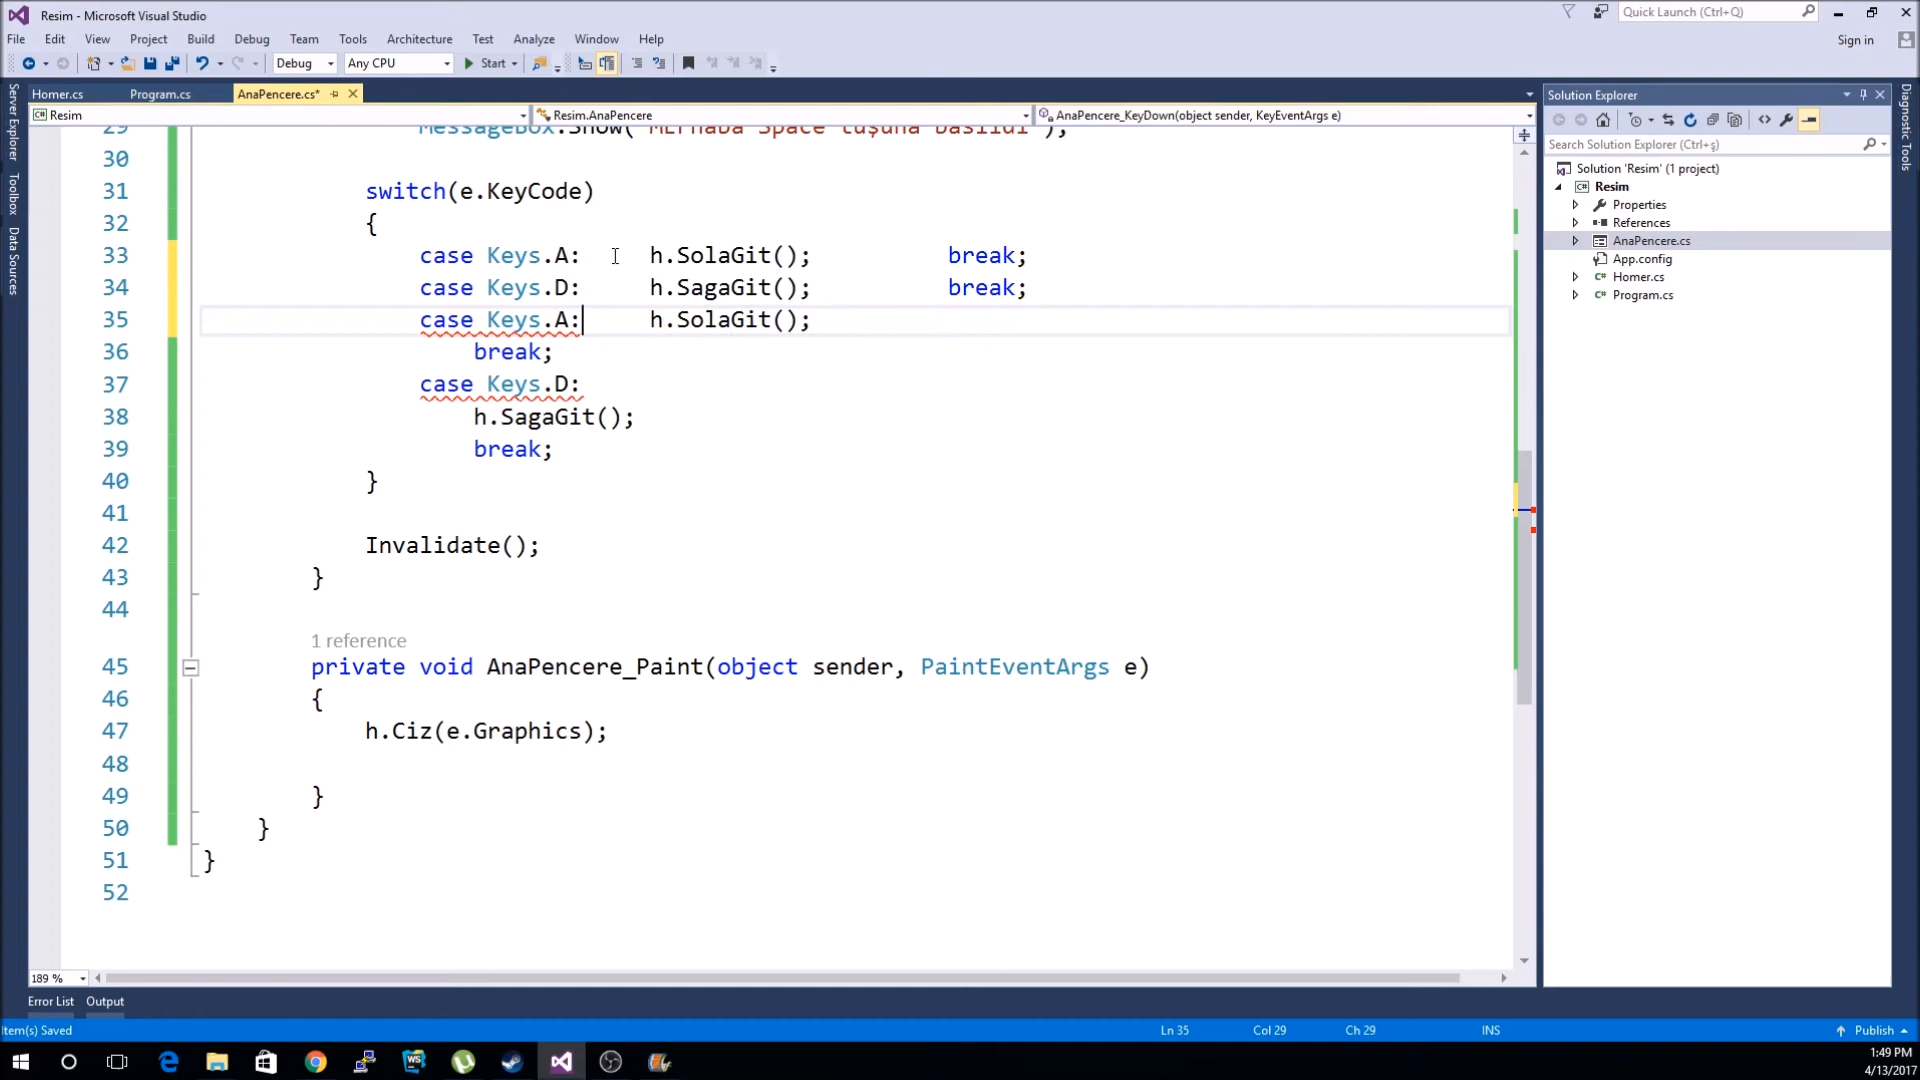 Resim - Microsoft Visual Studio
Quick Launch (Ctrl+Q)
File Edit View Project Build Debug Team Tools Architecture Test Analyze Window Help
Sign in
Debug Any CPU Start
Homer.cs Program.cs AnaPencere.cs*
Resim Resim.AnaPencere AnaPencere_KeyDown(object sender, KeyEventArgs e)
Server Explorer
Toolbox
Data Sources
29 MessageBox.Show("MErhaba Space tuşuna basıldı");
30
31 switch(e.KeyCode)
32 {
33 case Keys.A: h.SolaGit(); break;
34 case Keys.D: h.SagaGit(); break;
35 case Keys.A: h.SolaGit();
36 break;
37 case Keys.D:
38 h.SagaGit();
39 break;
40 }
41
42 Invalidate();
43 }
44
1 reference
45 private void AnaPencere_Paint(object sender, PaintEventArgs e)
46 {
47 h.Ciz(e.Graphics);
48
49 }
50 }
51 }
52
189 %
Solution Explorer
Search Solution Explorer (Ctrl+ş)
Solution 'Resim' (1 project)
Resim
Properties
References
AnaPencere.cs
App.config
Homer.cs
Program.cs
Diagnostic Tools
Error List Output
Item(s) Saved Ln 35 Col 29 Ch 29 INS Publish
1:49 PM
4/13/2017